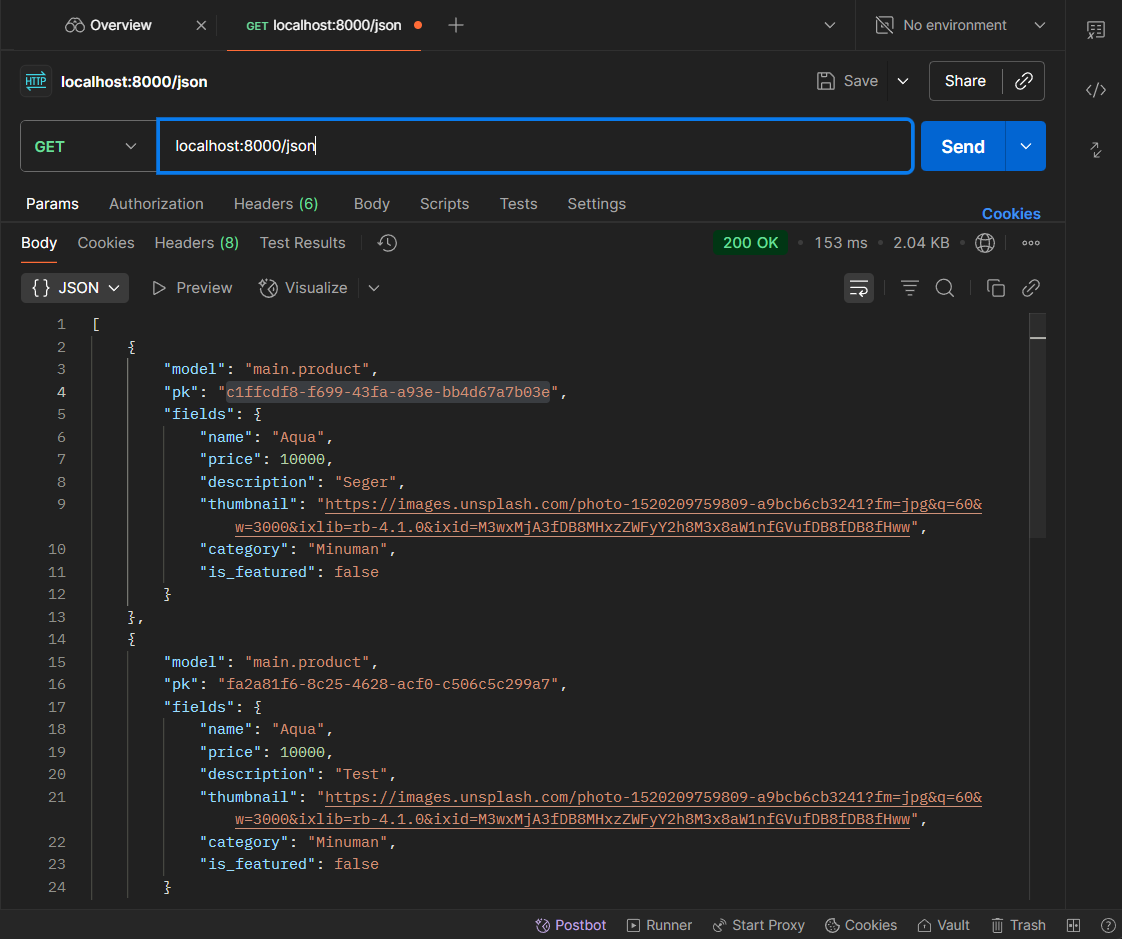 Overview
GET localhost:8000/json
No environment
HTTP localhost:8000/json
Save
Share
GET
localhost:8000/json
Send
Params Authorization Headers (6) Body Scripts Tests Settings
Cookies
Body Cookies Headers (8) Test Results
200 OK • 153 ms • 2.04 KB •
{} JSON Preview Visualize
1 [
2 {
3 "model": "main.product",
4 "pk": "c1ffcdf8-f699-43fa-a93e-bb4d67a7b03e",
5 "fields": {
6 "name": "Aqua",
7 "price": 10000,
8 "description": "Seger",
9 "thumbnail": "https://images.unsplash.com/photo-1520209759809-a9bcb6cb3241?fm=jpg&q=60&
w=3000&ixlib=rb-4.1.0&ixid=M3wxMjA3fDB8MHxzZWFyY2h8M3x8aW1nfGVufDB8fDB8fHww",
10 "category": "Minuman",
11 "is_featured": false
12 }
13 },
14 {
15 "model": "main.product",
16 "pk": "fa2a81f6-8c25-4628-acf0-c506c5c299a7",
17 "fields": {
18 "name": "Aqua",
19 "price": 10000,
20 "description": "Test",
21 "thumbnail": "https://images.unsplash.com/photo-1520209759809-a9bcb6cb3241?fm=jpg&q=60&
w=3000&ixlib=rb-4.1.0&ixid=M3wxMjA3fDB8MHxzZWFyY2h8M3x8aW1nfGVufDB8fDB8fHww",
22 "category": "Minuman",
23 "is_featured": false
24 }
Postbot Runner Start Proxy Cookies Vault Trash